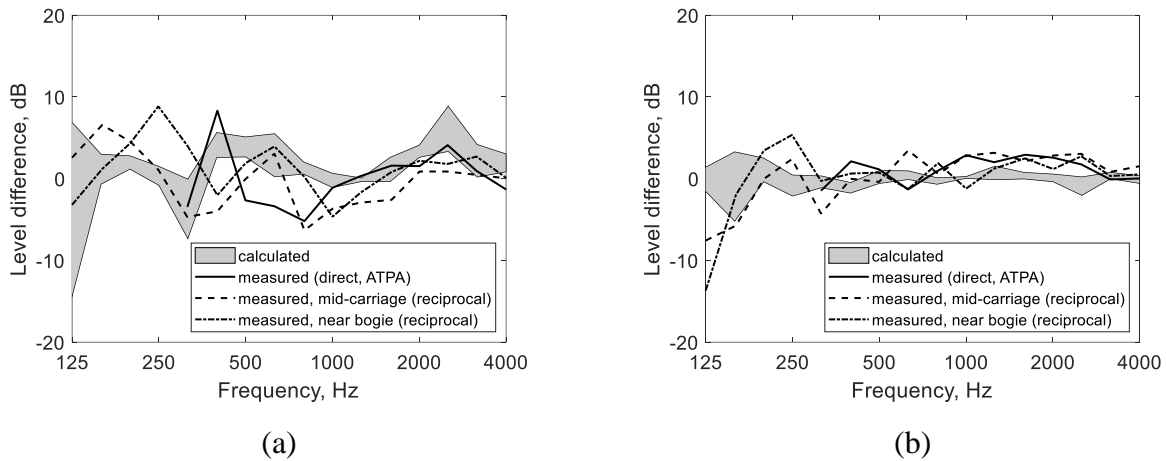 20
10
0
-10
-20
Level difference, dB
calculated
measured (direct, ATPA)
measured, mid-carriage (reciprocal)
measured, near bogie (reciprocal)
125 250 500 1000 2000 4000
Frequency, Hz
(a)
20
10
0
-10
-20
Level difference, dB
calculated
measured (direct, ATPA)
measured, mid-carriage (reciprocal)
measured, near bogie (reciprocal)
125 250 500 1000 2000 4000
Frequency, Hz
(b)